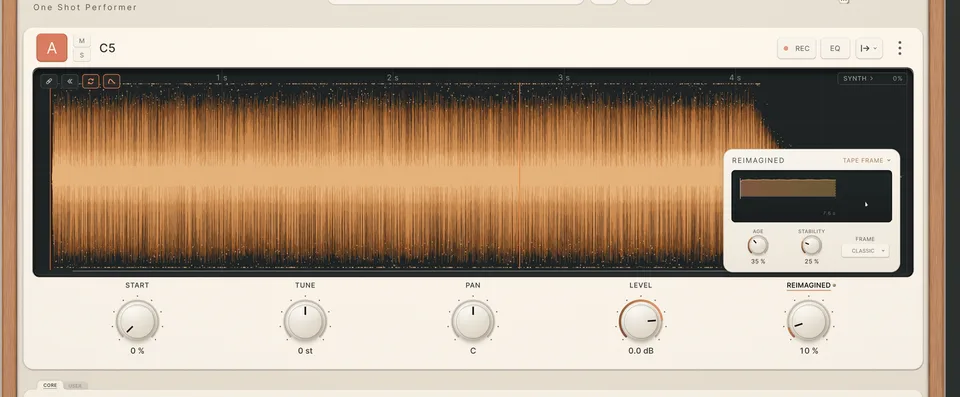 One Shot Performer
A
M
S
C5
REC
EQ
1 s
2 s
3 s
4 s
SYNTH >
0%
REIMAGINED
TAPE FRAME
AGE
STABILITY
FRAME
CLASSIC
35 %
25 %
START
TUNE
PAN
LEVEL
REIMAGINED
0 %
0 st
C
0.0 dB
10 %
CORE